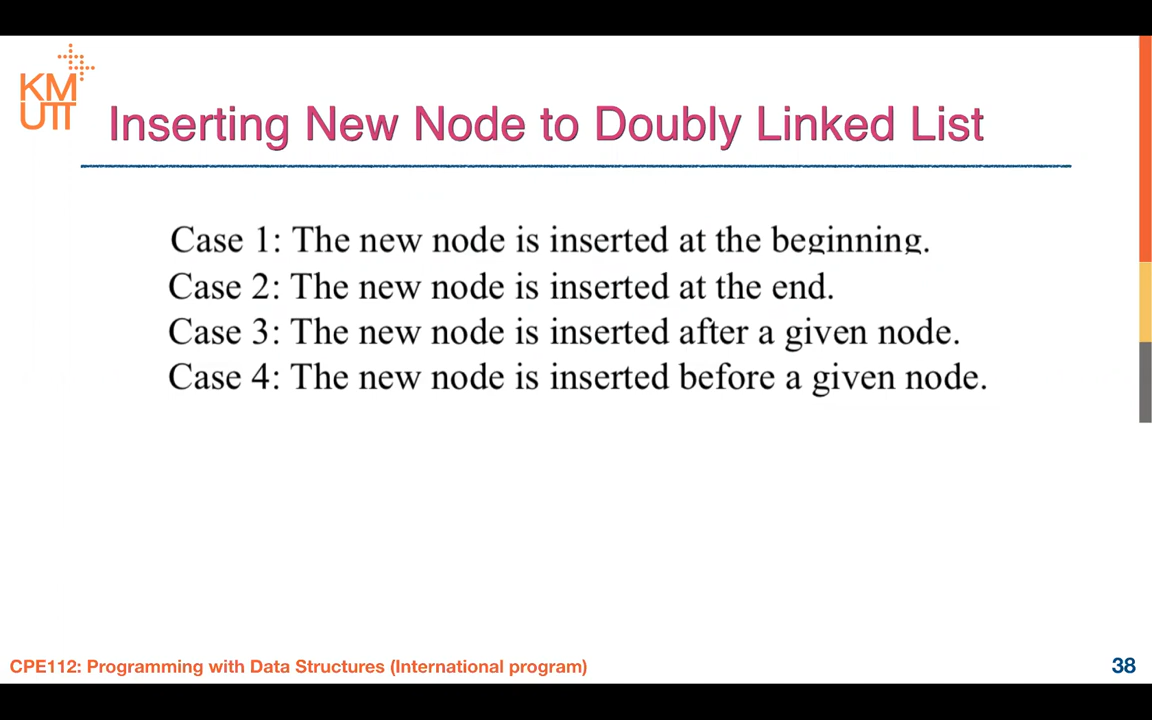 KM
UTT
Inserting New Node to Doubly Linked List
Case 1: The new node is inserted at the beginning.
Case 2: The new node is inserted at the end.
Case 3: The new node is inserted after a given node.
Case 4: The new node is inserted before a given node.
CPE112: Programming with Data Structures (International program)
38